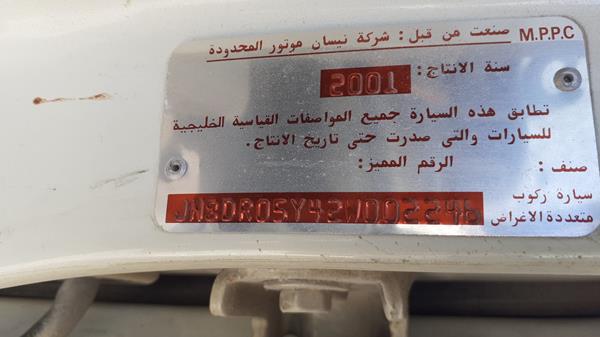 M.P.P.C صنعت من قبل : شركة نيسان موتور المحدودة
سنة الانتاج : 2001
تطابق هذه السيارة جميع المواصفات القياسية الخليجية
للسيارات والتى صدرت حتى تاريخ الانتاج .
صنف : الرقم المميز :
سيارة ركوب
متعددة الاغراض JN8DR05Y42W002296